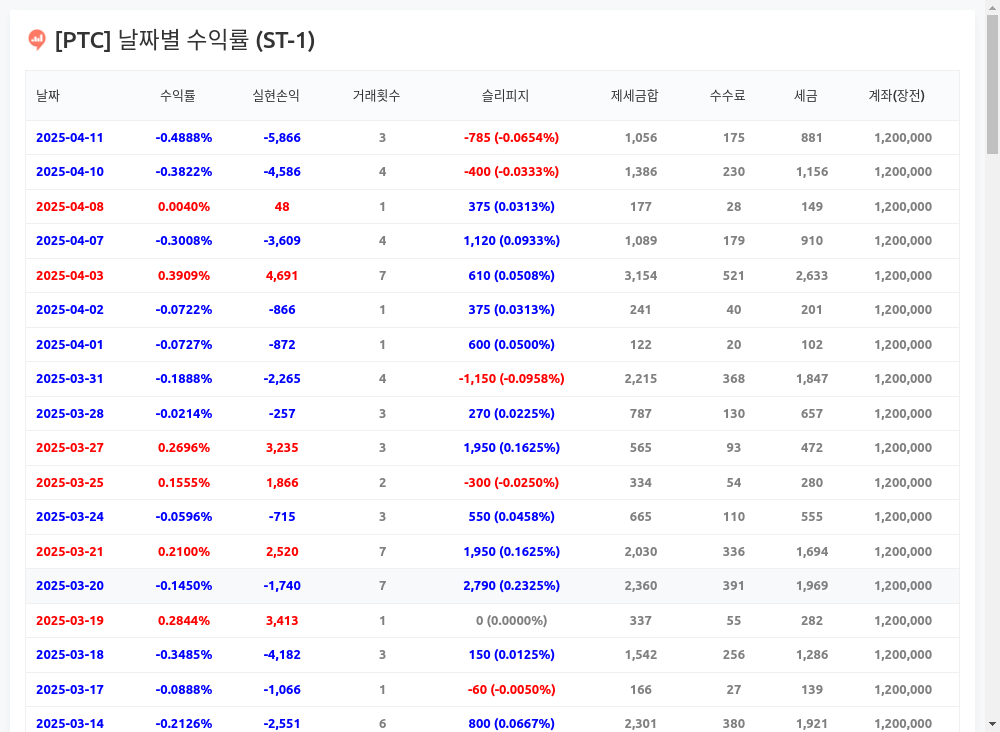 [PTC] 날짜별 수익률 (ST-1)
날짜 수익률 실현손익 거래횟수 슬리피지 제세금합 수수료 세금 계좌(장전)
2025-04-11 -0.4888% -5,866 3 -785 (-0.0654%) 1,056 175 881 1,200,000
2025-04-10 -0.3822% -4,586 4 -400 (-0.0333%) 1,386 230 1,156 1,200,000
2025-04-08 0.0040% 48 1 375 (0.0313%) 177 28 149 1,200,000
2025-04-07 -0.3008% -3,609 4 1,120 (0.0933%) 1,089 179 910 1,200,000
2025-04-03 0.3909% 4,691 7 610 (0.0508%) 3,154 521 2,633 1,200,000
2025-04-02 -0.0722% -866 1 375 (0.0313%) 241 40 201 1,200,000
2025-04-01 -0.0727% -872 1 600 (0.0500%) 122 20 102 1,200,000
2025-03-31 -0.1888% -2,265 4 -1,150 (-0.0958%) 2,215 368 1,847 1,200,000
2025-03-28 -0.0214% -257 3 270 (0.0225%) 787 130 657 1,200,000
2025-03-27 0.2696% 3,235 3 1,950 (0.1625%) 565 93 472 1,200,000
2025-03-25 0.1555% 1,866 2 -300 (-0.0250%) 334 54 280 1,200,000
2025-03-24 -0.0596% -715 3 550 (0.0458%) 665 110 555 1,200,000
2025-03-21 0.2100% 2,520 7 1,950 (0.1625%) 2,030 336 1,694 1,200,000
2025-03-20 -0.1450% -1,740 7 2,790 (0.2325%) 2,360 391 1,969 1,200,000
2025-03-19 0.2844% 3,413 1 0 (0.0000%) 337 55 282 1,200,000
2025-03-18 -0.3485% -4,182 3 150 (0.0125%) 1,542 256 1,286 1,200,000
2025-03-17 -0.0888% -1,066 1 -60 (-0.0050%) 166 27 139 1,200,000
2025-03-14 -0.2126% -2,551 6 800 (0.0667%) 2,301 380 1,921 1,200,000